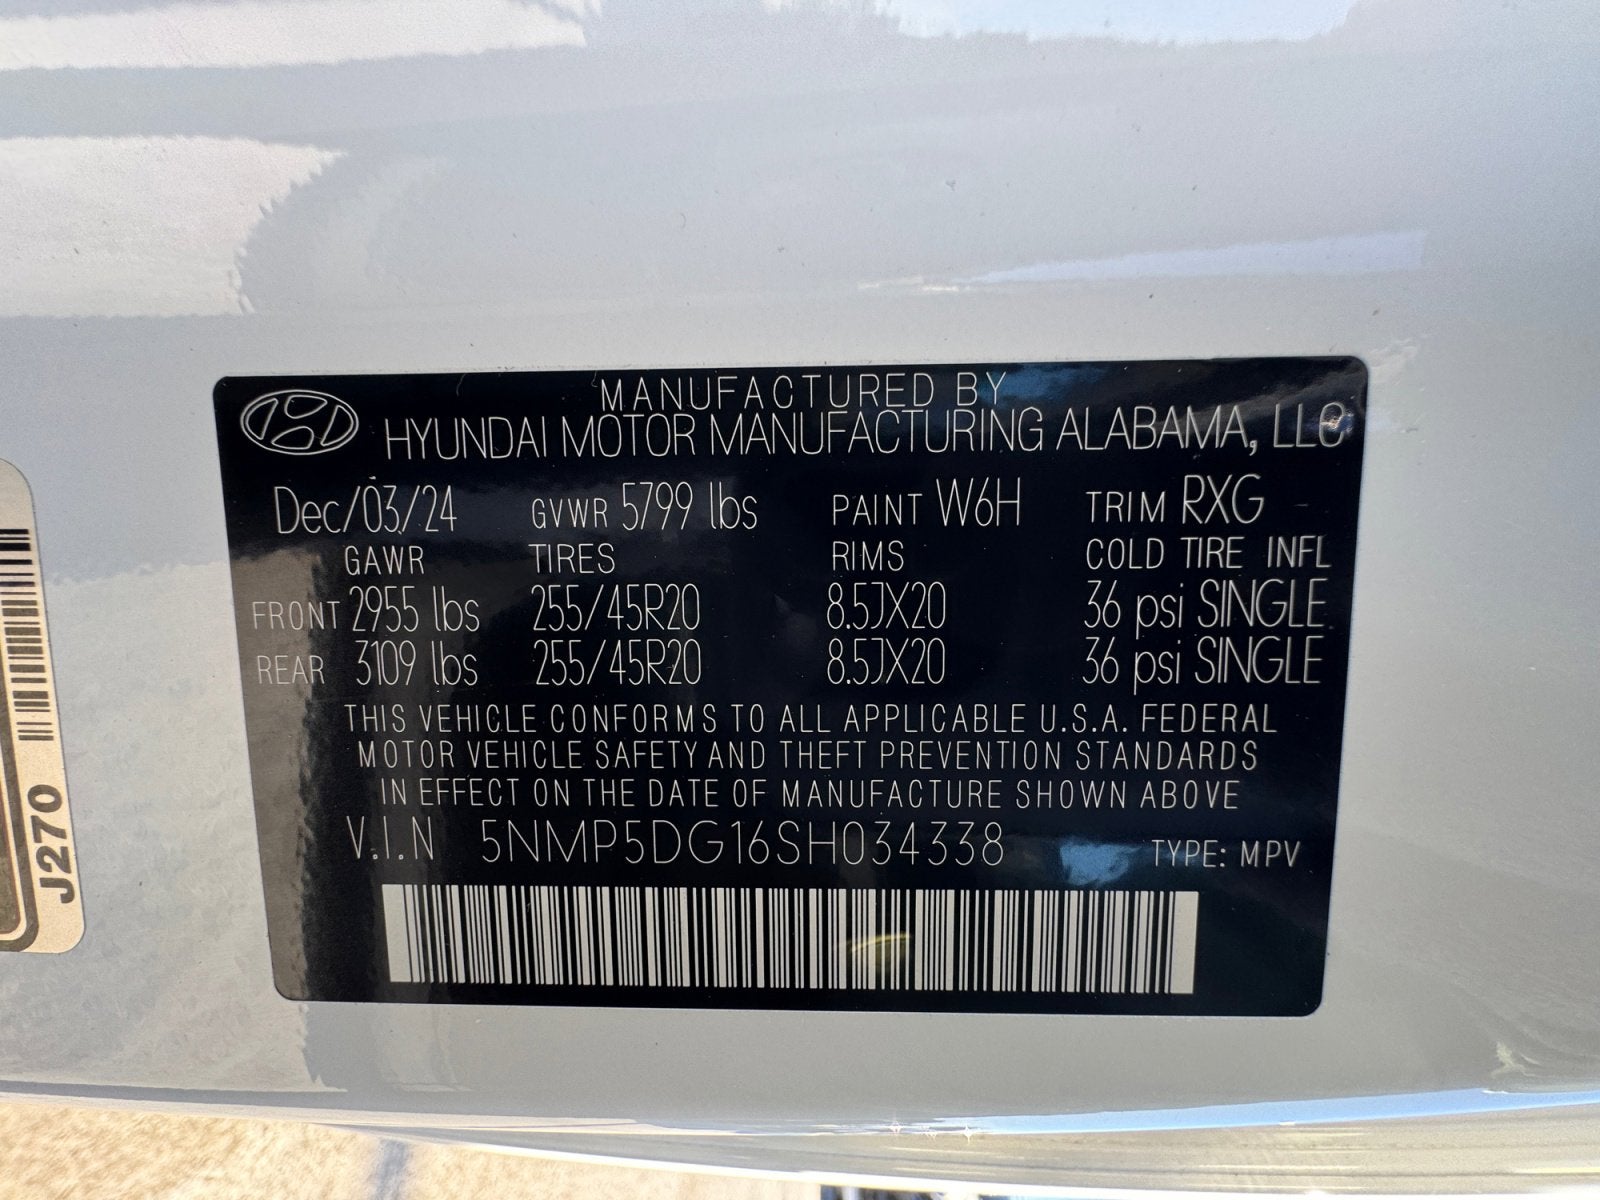 MANUFACTURED BY
HYUNDAI MOTOR MANUFACTURING ALABAMA, LLC
Dec/03/24 GVWR 5799 lbs PAINT W6H TRIM RXG
GAWR TIRES RIMS COLD TIRE INFL
FRONT 2955 lbs 255/45R20 8.5JX20 36 psi SINGLE
REAR 3109 lbs 255/45R20 8.5JX20 36 psi SINGLE
THIS VEHICLE CONFORMS TO ALL APPLICABLE U.S.A. FEDERAL
MOTOR VEHICLE SAFETY AND THEFT PREVENTION STANDARDS
IN EFFECT ON THE DATE OF MANUFACTURE SHOWN ABOVE
V.I.N 5NMP5DG16SH034338 TYPE: MPV
J270